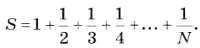 S = 1 + 1/2 + 1/3 + 1/4 + ... + 1/N.